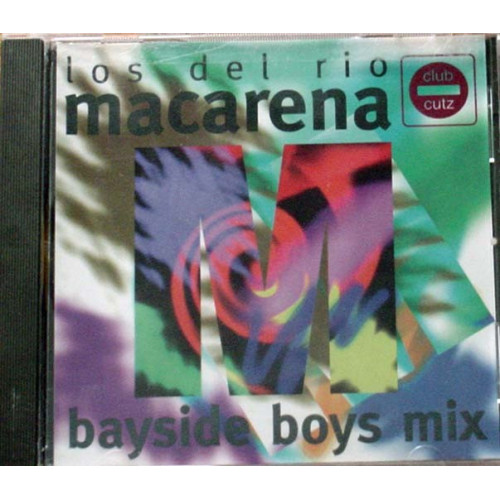 los del rio
macarena
club
cutz
M
bayside boys mix